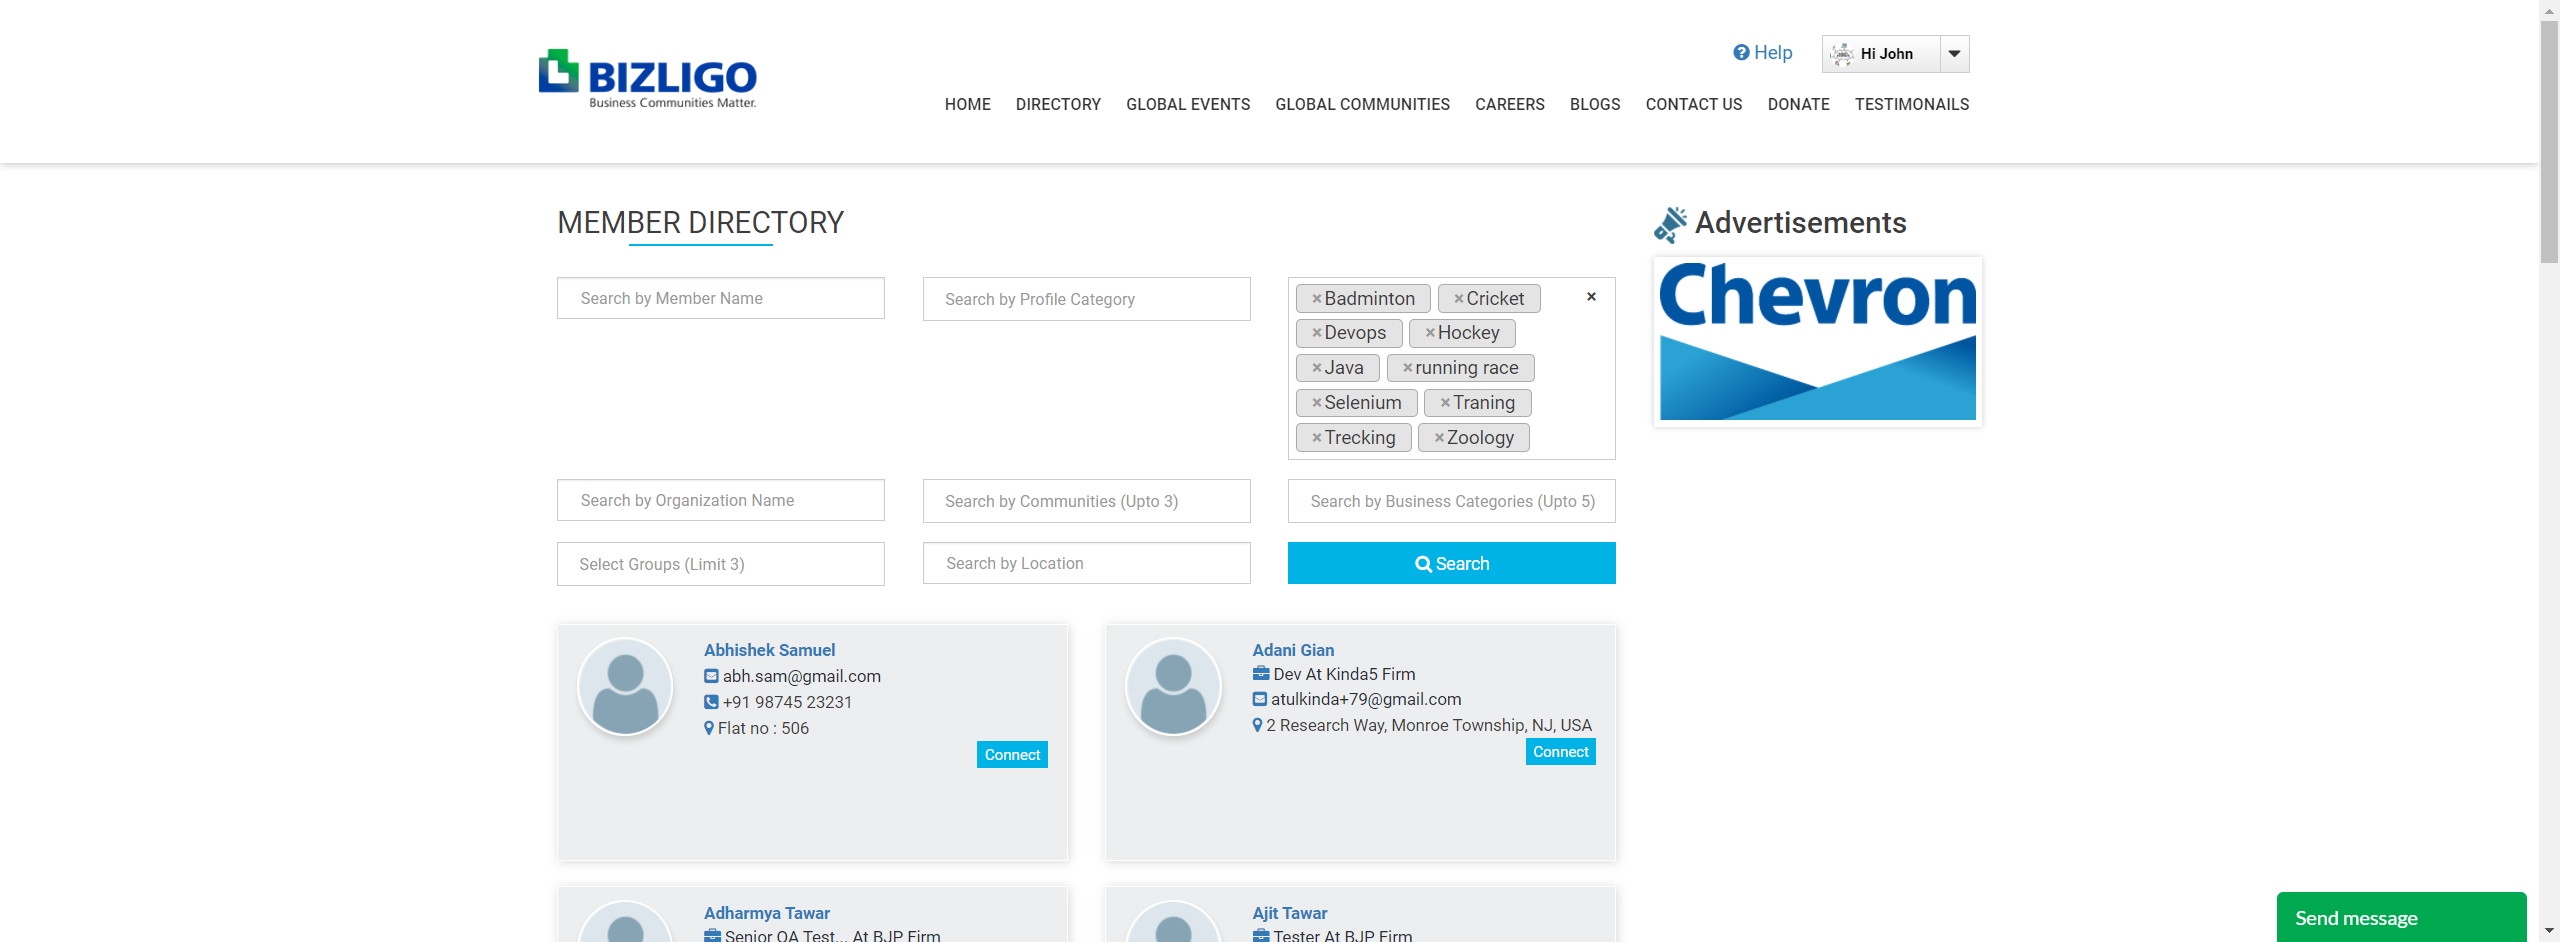 BIZLIGO
Business Communities Matter.
Help
Hi John
HOME DIRECTORY GLOBAL EVENTS GLOBAL COMMUNITIES CAREERS BLOGS CONTACT US DONATE TESTIMONAILS
MEMBER DIRECTORY
Search by Member Name
Search by Profile Category
×Badminton ×Cricket ×
×Devops ×Hockey
×Java ×running race
×Selenium ×Traning
×Trecking ×Zoology
Search by Organization Name
Search by Communities (Upto 3)
Search by Business Categories (Upto 5)
Select Groups (Limit 3)
Search by Location
Search
Abhishek Samuel
abh.sam@gmail.com
+91 98745 23231
Flat no : 506
Connect
Adani Gian
Dev At Kinda5 Firm
atulkinda+79@gmail.com
2 Research Way, Monroe Township, NJ, USA
Connect
Adharmya Tawar
Senior QA Test... At BJP Firm
Ajit Tawar
Tester At BJP Firm
Advertisements
Chevron
Send message